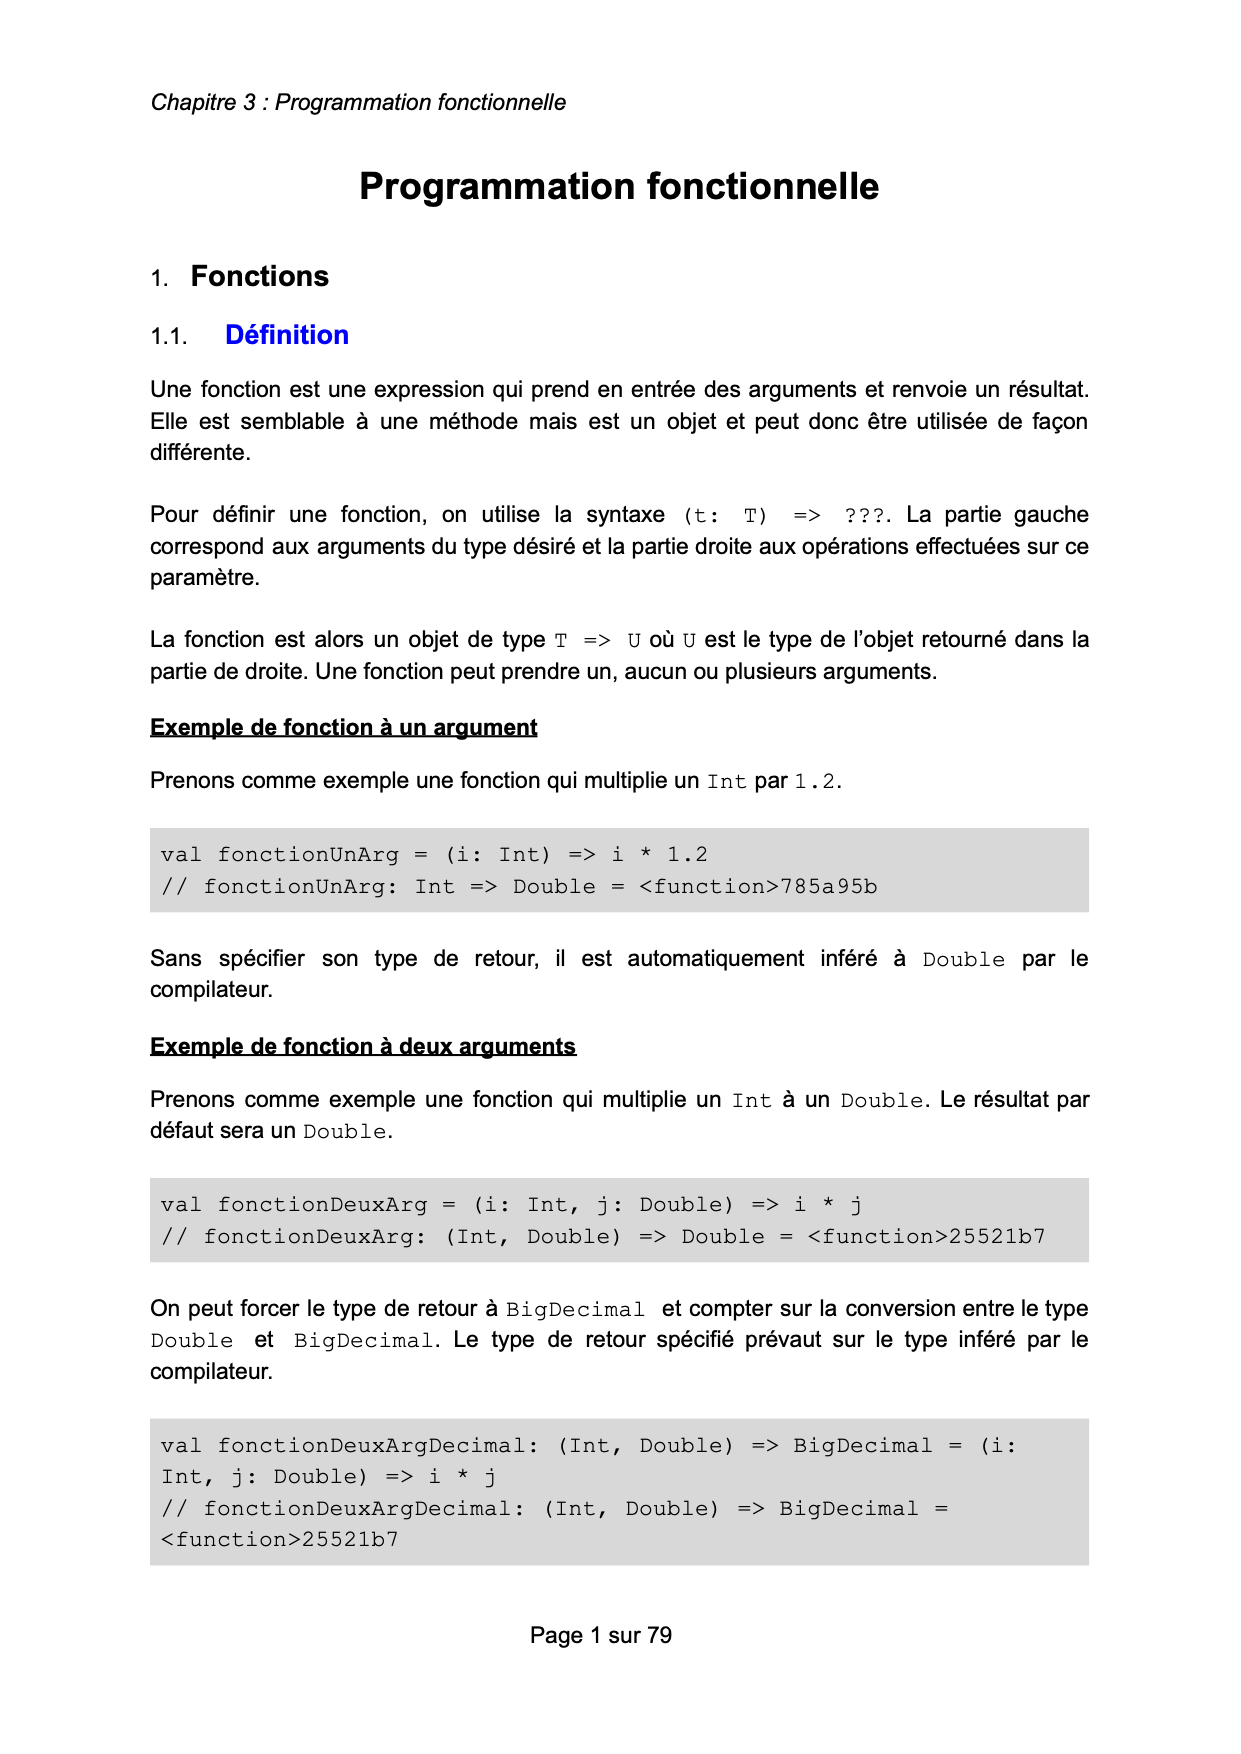 Chapitre 3 : Programmation fonctionnelle
Programmation fonctionnelle
1. Fonctions
1.1. Définition
Une fonction est une expression qui prend en entrée des arguments et renvoie un résultat.
Elle est semblable à une méthode mais est un objet et peut donc être utilisée de façon
différente.
Pour définir une fonction, on utilise la syntaxe (t: T) => ???. La partie gauche
correspond aux arguments du type désiré et la partie droite aux opérations effectuées sur ce
paramètre.
La fonction est alors un objet de type T => U où U est le type de l’objet retourné dans la
partie de droite. Une fonction peut prendre un, aucun ou plusieurs arguments.
Exemple de fonction à un argument
Prenons comme exemple une fonction qui multiplie un Int par 1.2.
val fonctionUnArg = (i: Int) => i * 1.2
// fonctionUnArg: Int => Double = <function>785a95b
Sans spécifier son type de retour, il est automatiquement inféré à Double par le
compilateur.
Exemple de fonction à deux arguments
Prenons comme exemple une fonction qui multiplie un Int à un Double. Le résultat par
défaut sera un Double.
val fonctionDeuxArg = (i: Int, j: Double) => i * j
// fonctionDeuxArg: (Int, Double) => Double = <function>25521b7
On peut forcer le type de retour à BigDecimal et compter sur la conversion entre le type
Double et BigDecimal. Le type de retour spécifié prévaut sur le type inféré par le
compilateur.
val fonctionDeuxArgDecimal: (Int, Double) => BigDecimal = (i:
Int, j: Double) => i * j
// fonctionDeuxArgDecimal: (Int, Double) => BigDecimal =
<function>25521b7
Page 1 sur 79